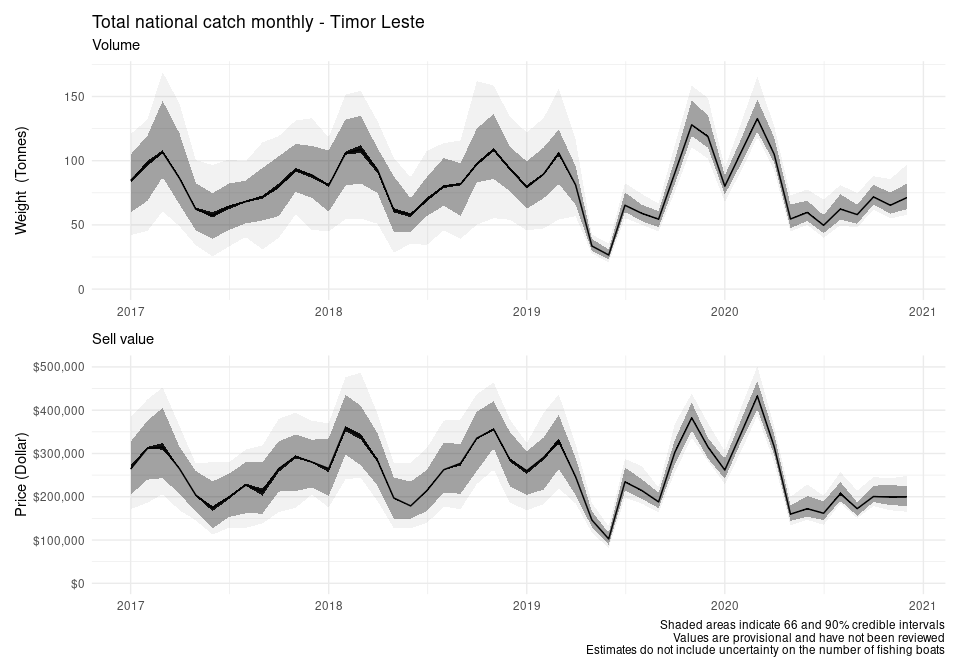 Total national catch monthly - Timor Leste
Volume
Weight (Tonnes)
150
100
50
0
2017 2018 2019 2020 2021
Sell value
Price (Dollar)
$500,000
$400,000
$300,000
$200,000
$100,000
$0
2017 2018 2019 2020 2021
Shaded areas indicate 66 and 90% credible intervals
Values are provisional and have not been reviewed
Estimates do not include uncertainty on the number of fishing boats